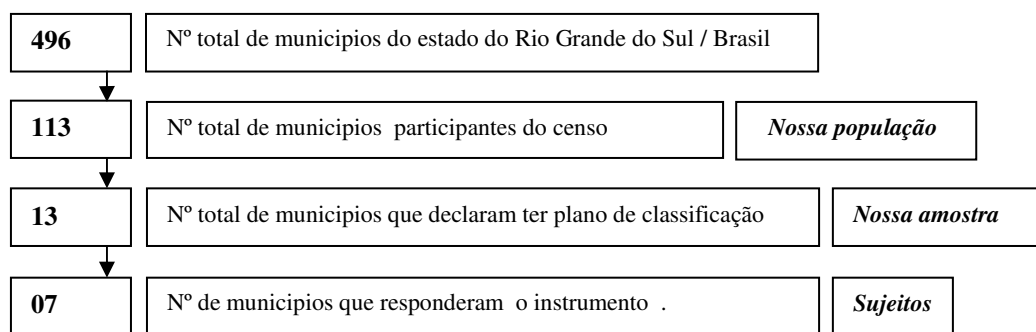 496 Nº total de municipios do estado do Rio Grande do Sul / Brasil
113 Nº total de municipios participantes do censo Nossa população
13 Nº total de municipios que declaram ter plano de classificação Nossa amostra
07 Nº de municipios que responderam o instrumento . Sujeitos